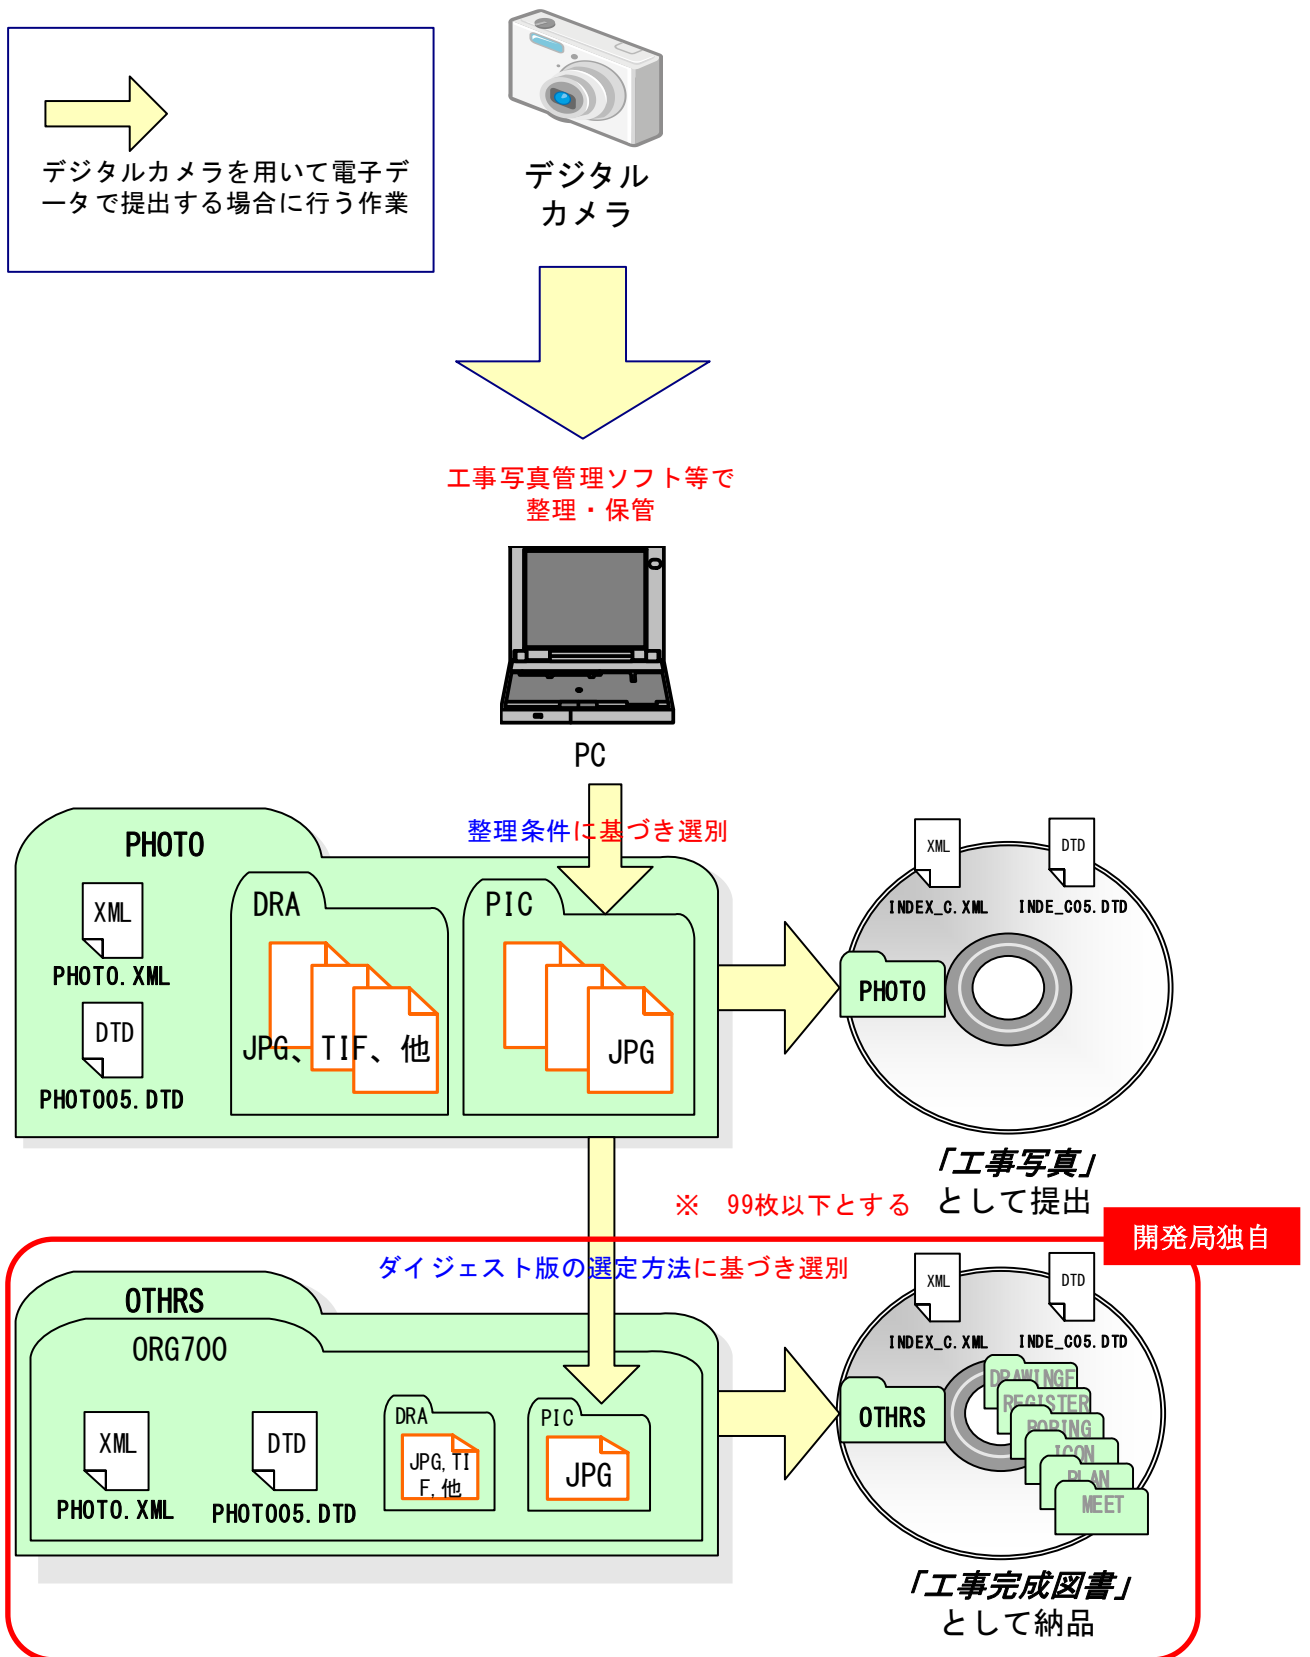 デジタルカメラを用いて電子デ
ータで提出する場合に行う作業
デジタル
カメラ
工事写真管理ソフト等で
整理・保管
PC
整理条件に基づき選別
PHOTO
XML
PHOTO.XML
DTD
PHOTO05.DTD
DRA
JPG、TIF、他
PIC
JPG
XML
INDEX_C.XML
DTD
INDE_C05.DTD
PHOTO
「工事写真」
として提出
※ 99枚以下とする
開発局独自
ダイジェスト版の選定方法に基づき選別
OTHRS
ORG700
XML
PHOTO.XML
DTD
PHOTO05.DTD
DRA
JPG,TI
F,他
PIC
JPG
XML
INDEX_C.XML
DTD
INDE_C05.DTD
OTHRS
DRAWINGF
REGISTER
BORING
ICON
PLAN
MEET
「工事完成図書」
として納品